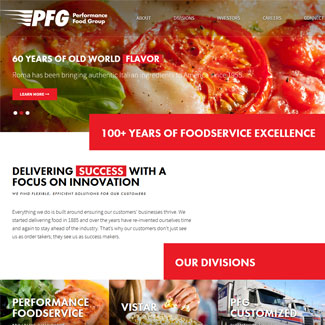 PFG Performance
Food Group
ABOUT DIVISIONS INVESTORS CAREERS CONNECT
60 YEARS OF OLD WORLD FLAVOR
Roma has been bringing authentic Italian ingredients to America since 1955.
LEARN MORE
100+ YEARS OF FOODSERVICE EXCELLENCE
DELIVERING SUCCESS WITH A
FOCUS ON INNOVATION
WE FIND FLEXIBLE, EFFICIENT SOLUTIONS FOR OUR CUSTOMERS
Everything we do is built around ensuring our customers' businesses thrive. We
started delivering food in 1885 and over the years have re-invented ourselves time
and again to stay ahead of the industry. That's why our customers don't just see
us as order takers, they see us as success makers.
OUR DIVISIONS
PERFORMANCE
FOODSERVICE
VISTAR
PFG
CUSTOMIZED